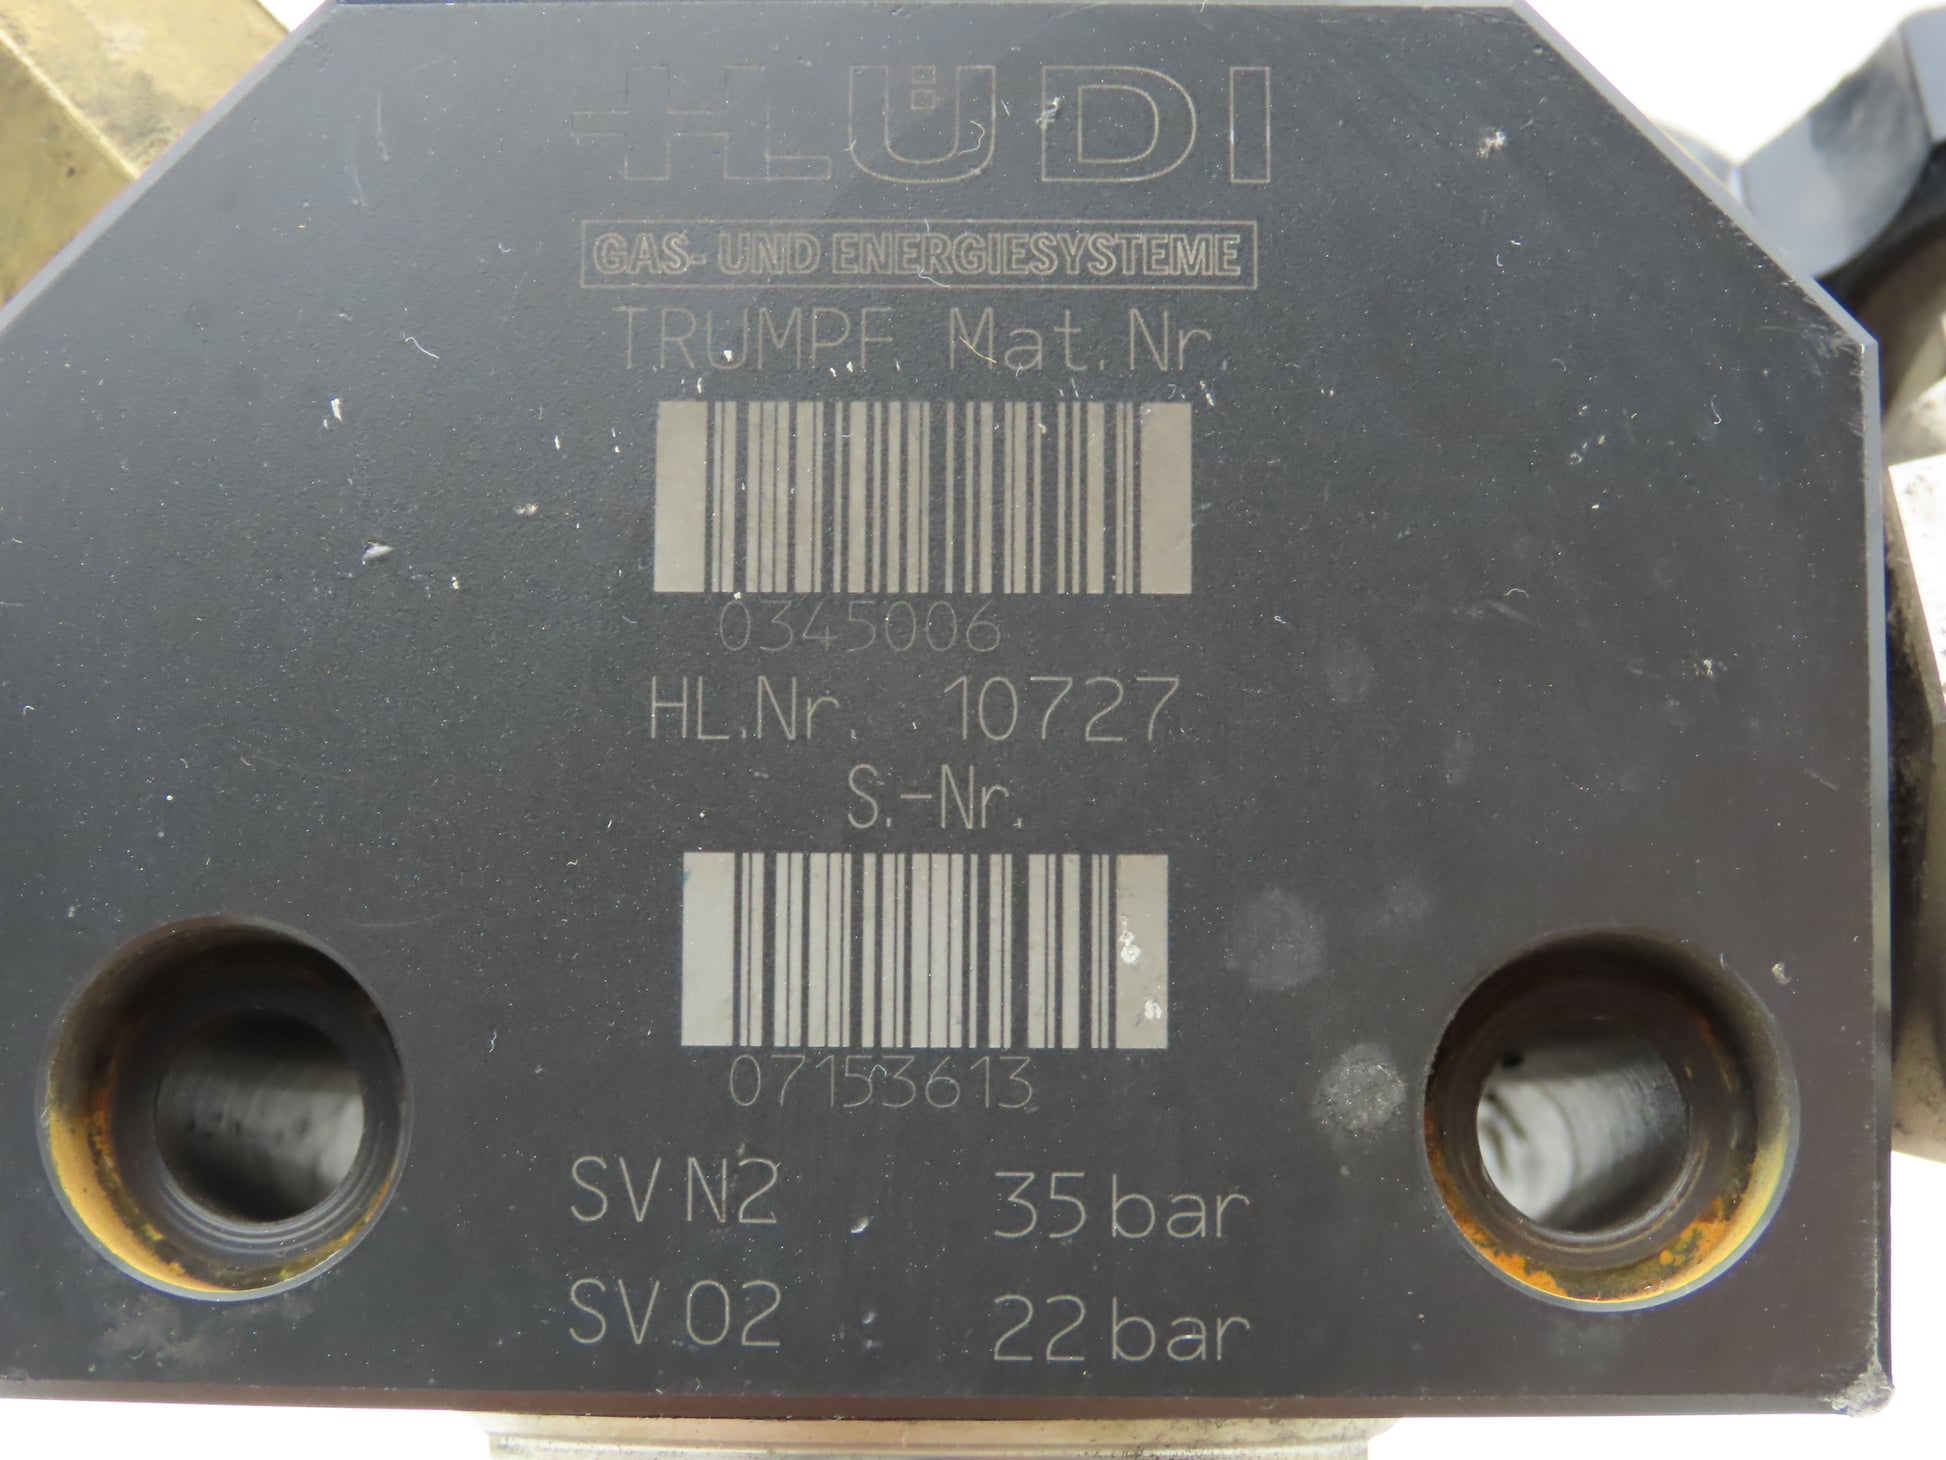 HLÜDI
GAS- UND ENERGIESYSTEME
TRUMPF Mat.Nr.
0345006
HL.Nr. 10727
S.-Nr.
07153613
SV N2 35 bar
SV O2 22 bar